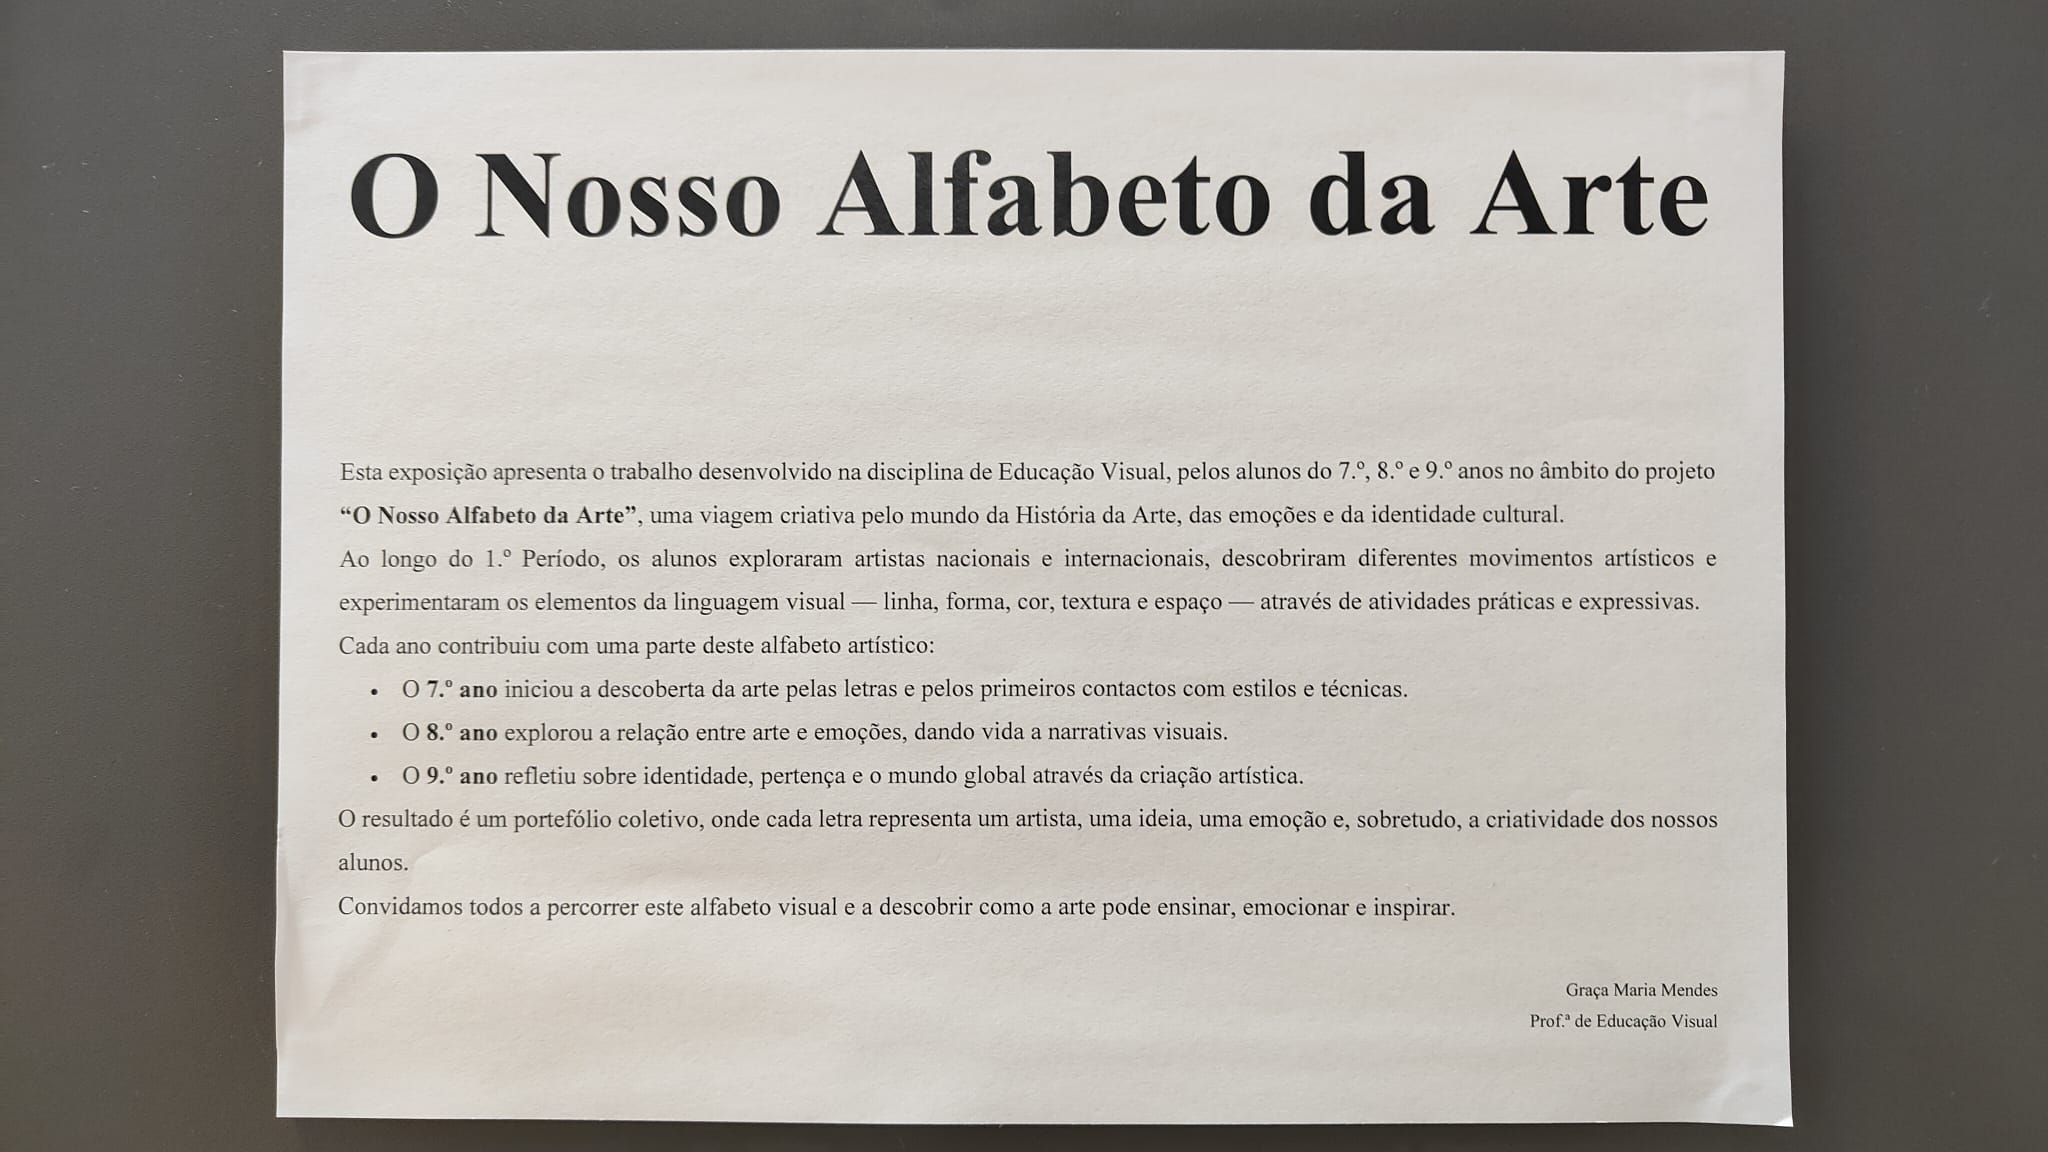 O Nosso Alfabeto da Arte
Esta exposição apresenta o trabalho desenvolvido na disciplina de Educação Visual, pelos alunos do 7.º, 8.º e 9.º anos no âmbito do projeto
“O Nosso Alfabeto da Arte”, uma viagem criativa pelo mundo da História da Arte, das emoções e da identidade cultural.
Ao longo do 1.º Período, os alunos exploraram artistas nacionais e internacionais, descobriram diferentes movimentos artísticos e
experimentaram os elementos da linguagem visual — linha, forma, cor, textura e espaço — através de atividades práticas e expressivas.
Cada ano contribuiu com uma parte deste alfabeto artístico:
• O 7.º ano iniciou a descoberta da arte pelas letras e pelos primeiros contactos com estilos e técnicas.
• O 8.º ano explorou a relação entre arte e emoções, dando vida a narrativas visuais.
• O 9.º ano refletiu sobre identidade, pertença e o mundo global através da criação artística.
O resultado é um portefólio coletivo, onde cada letra representa um artista, uma ideia, uma emoção e, sobretudo, a criatividade dos nossos
alunos.
Convidamos todos a percorrer este alfabeto visual e a descobrir como a arte pode ensinar, emocionar e inspirar.
Graça Maria Mendes
Prof.ª de Educação Visual